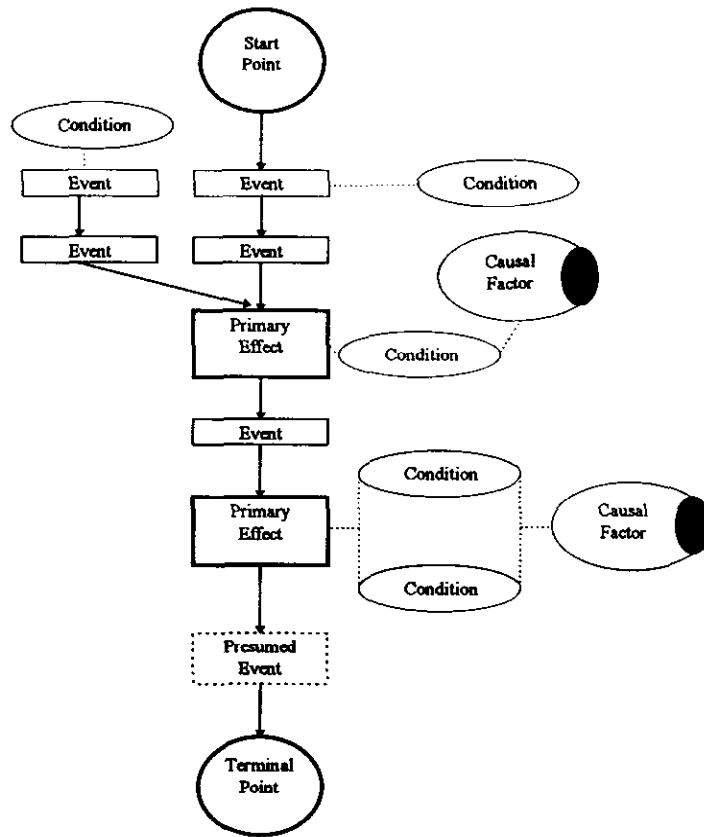 Start
Point
Condition
Event
Event
Condition
Event
Event
Causal
Factor
Primary
Effect
Condition
Event
Condition
Primary
Effect
Causal
Factor
Condition
Presumed
Event
Terminal
Point